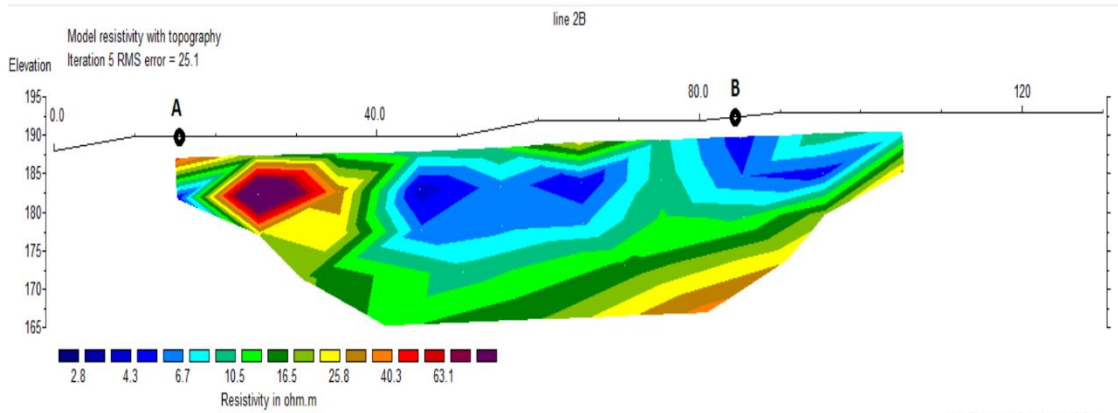 line 2B
Model resistivity with topography
Iteration 5 RMS error = 25.1
Elevation
A
B
0.0 40.0 80.0 120
195
190
185
180
175
170
165
2.8 4.3 6.7 10.5 16.5 25.8 40.3 63.1
Resistivity in ohm.m